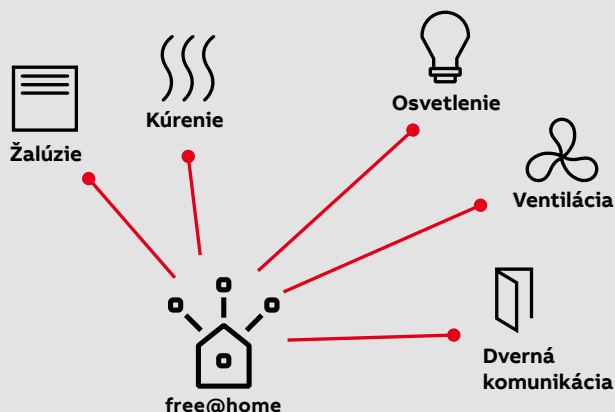 Osvetlenie
Kúrenie
Žalúzie
Ventilácia
Dverná
komunikácia
free@home